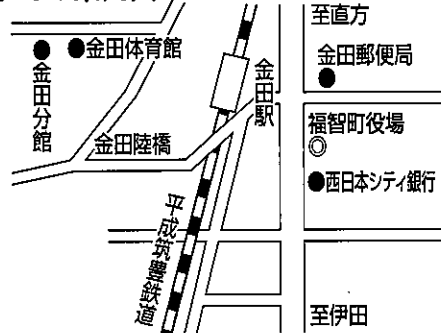 至直方
金田体育館
金田郵便局
金田分館
金田駅
福智町役場
金田陸橋
西日本シティ銀行
平成筑豊鉄道
至伊田